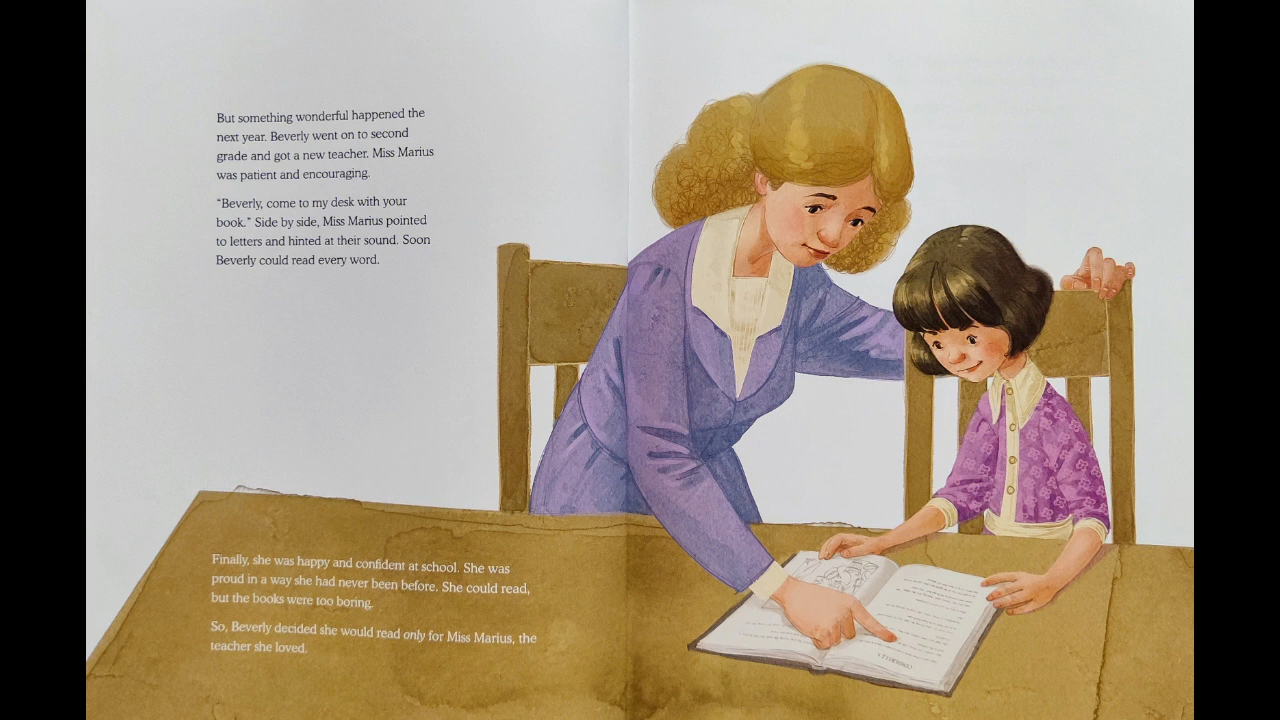 But something wonderful happened the
next year. Beverly went on to second
grade and got a new teacher. Miss Marius
was patient and encouraging.
“Beverly, come to my desk with your
book.” Side by side, Miss Marius pointed
to letters and hinted at their sound. Soon
Beverly could read every word.
Finally, she was happy and confident at school. She was
proud in a way she had never been before. She could read,
but the books were too boring.
So, Beverly decided she would read only for Miss Marius, the
teacher she loved.